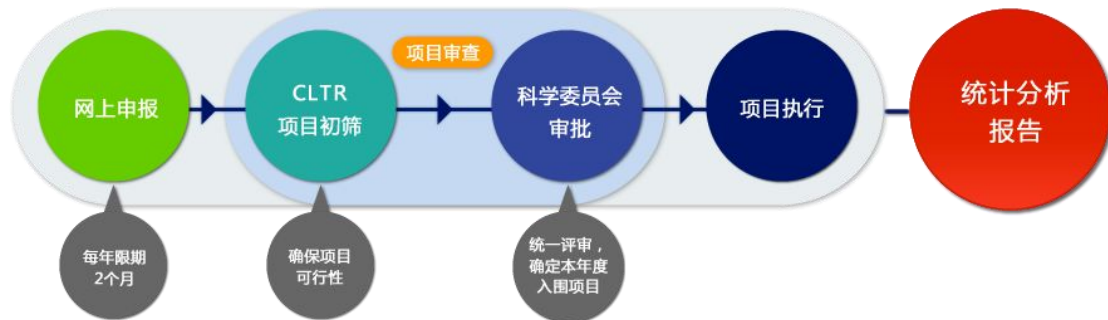 网上申报
CLTR
项目初筛
项目审查
科学委员会
审批
项目执行
统计分析
报告
每年限期
2个月
确保项目
可行性
统一评审，
确定本年度
入围项目